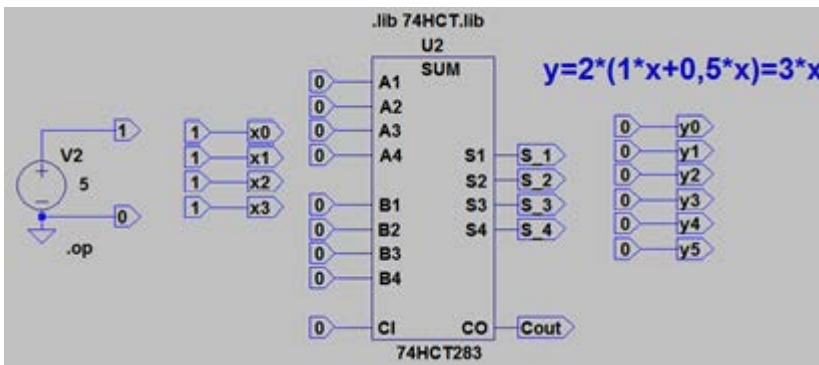 .lib 74HCT.lib
U2
SUM
y=2*(1*x+0,5*x)=3*x
V2
5
1
0
.op
1 x0
1 x1
1 x2
1 x3
0 A1
0 A2
0 A3
0 A4
0 B1
0 B2
0 B3
0 B4
0 CI
S1 S_1
S2 S_2
S3 S_3
S4 S_4
CO Cout
74HCT283
0 y0
0 y1
0 y2
0 y3
0 y4
0 y5